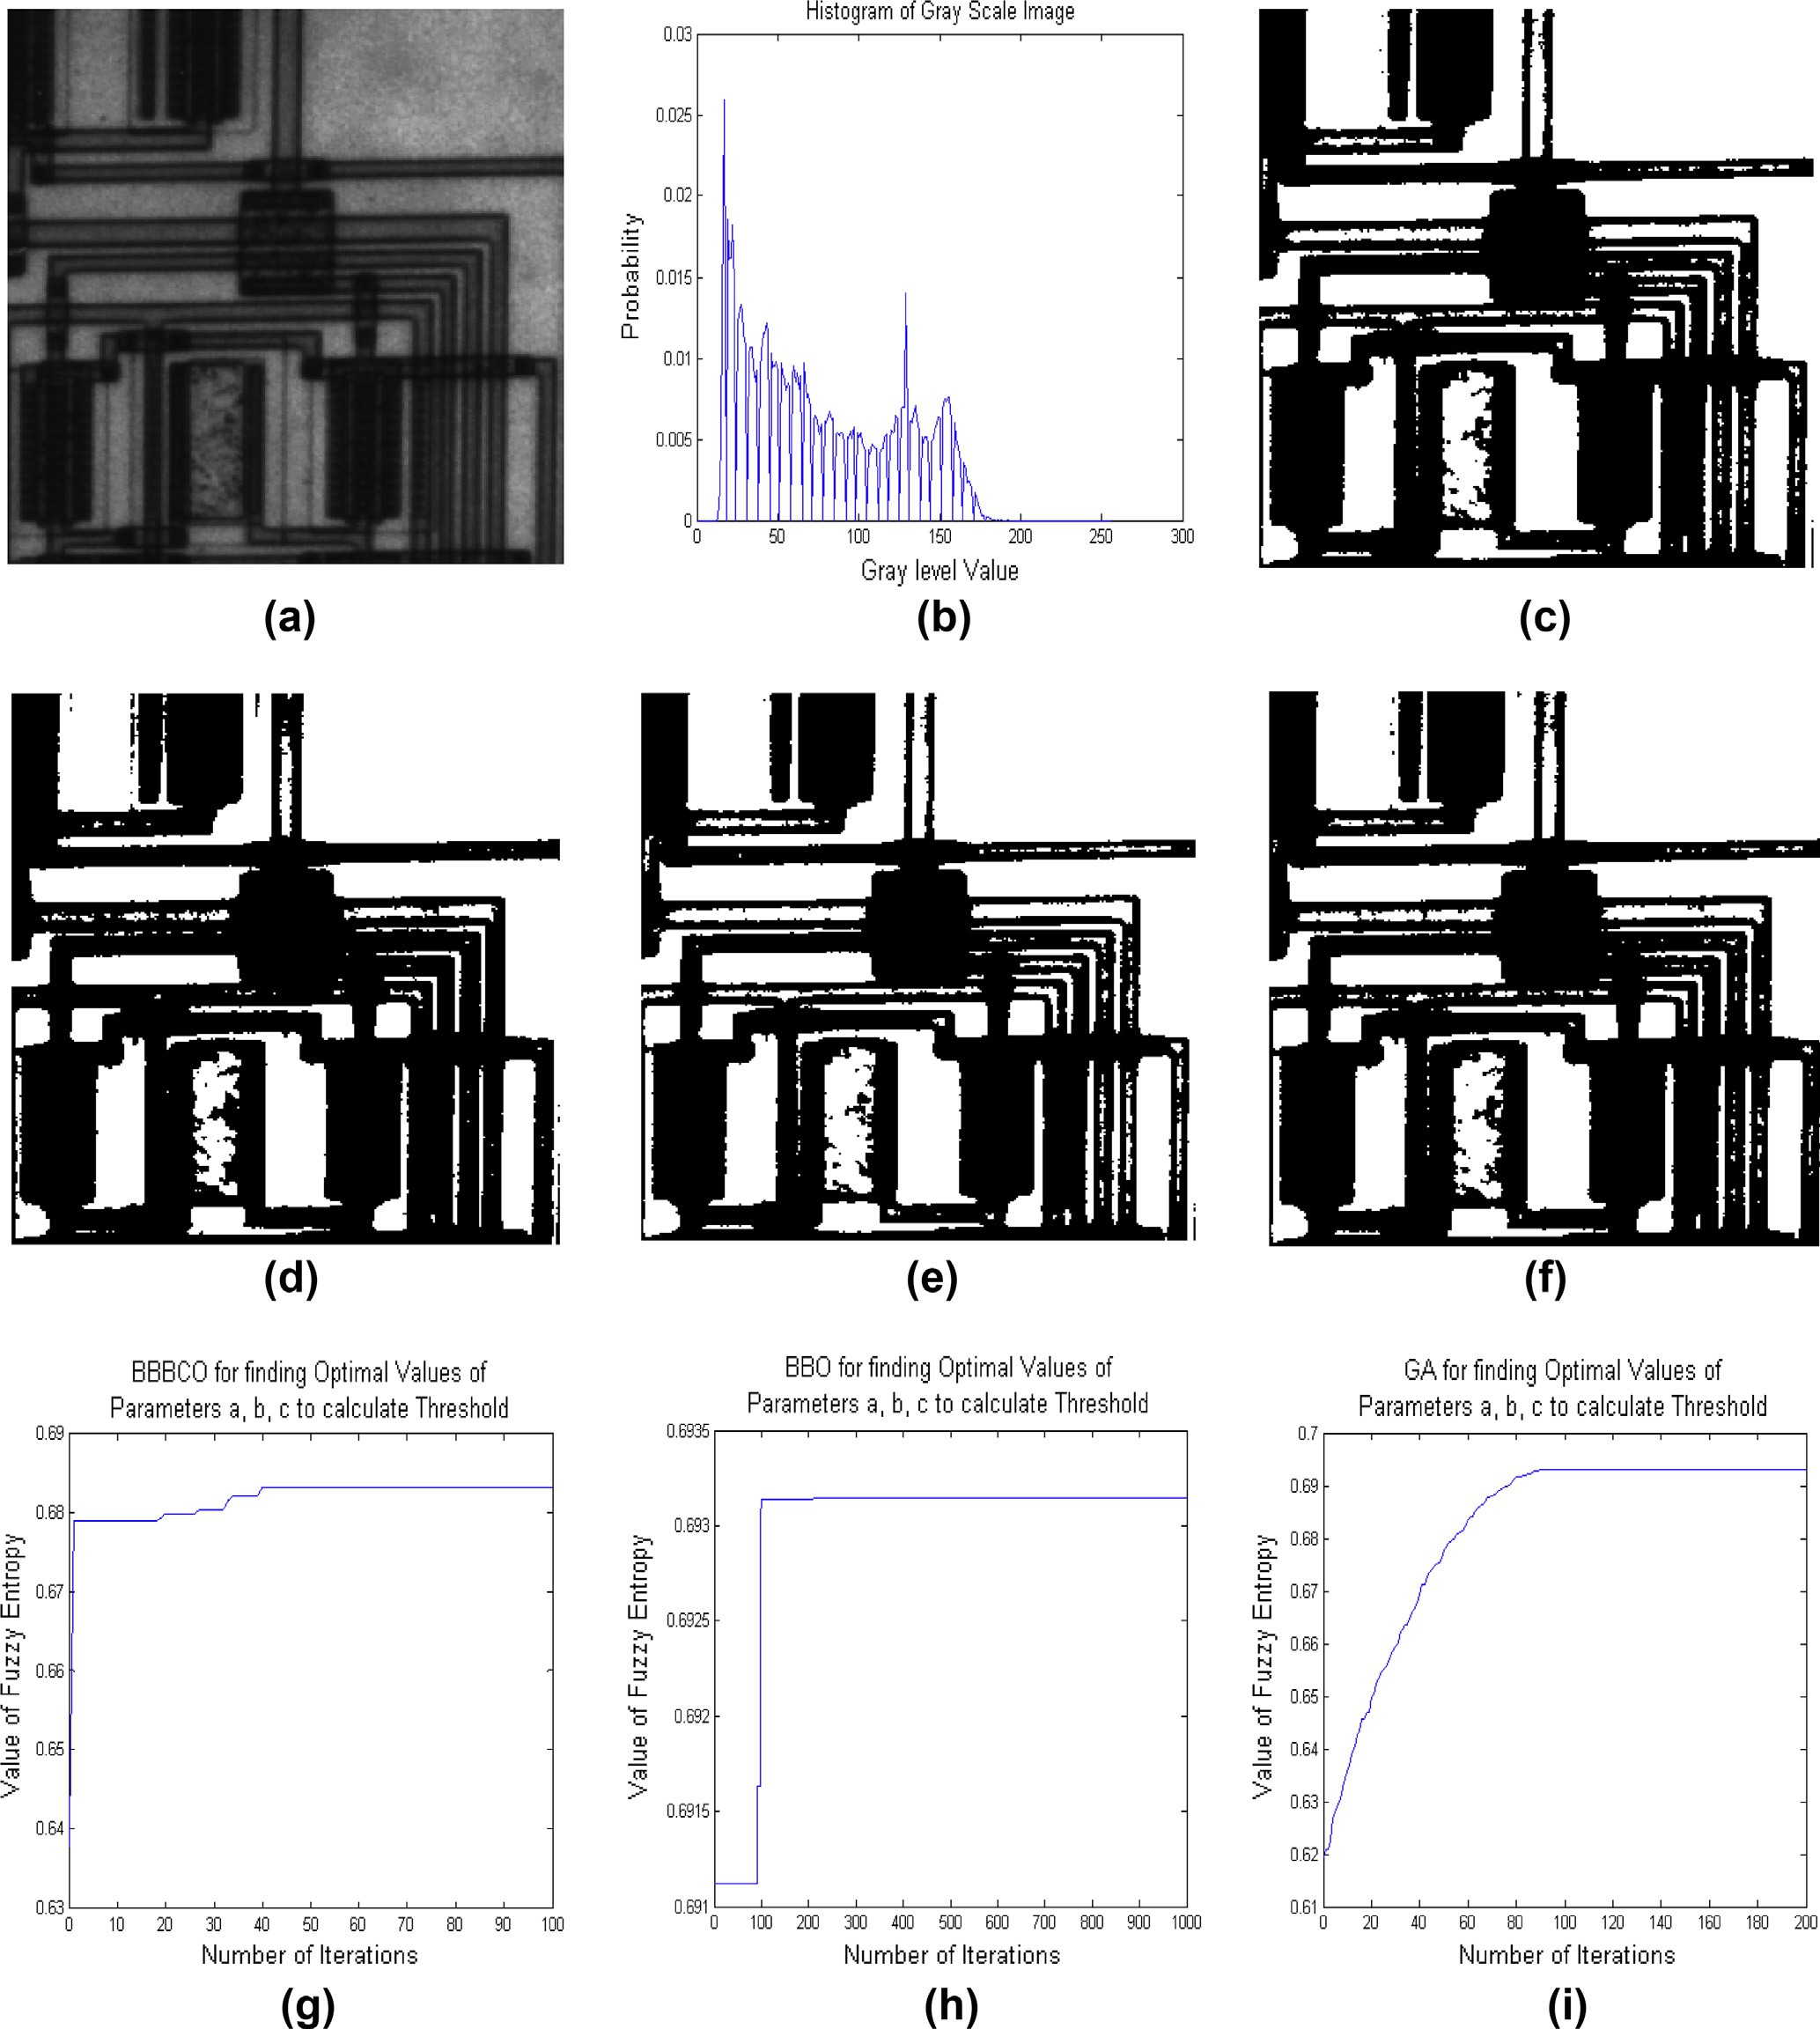 Histogram of Gray Scale Image
0.03
0.025
0.02
0.015
0.01
0.005
0
Probability
0 50 100 150 200 250 300
Gray level Value
(a) (b) (c)
(d) (e) (f)
BBBCO for finding Optimal Values of
Parameters a, b, c to calculate Threshold
0.69
0.68
0.67
0.66
0.65
0.64
0.63
Value of Fuzzy Entropy
0 10 20 30 40 50 60 70 80 90 100
Number of Iterations
(g)
BBO for finding Optimal Values of
Parameters a, b, c to calculate Threshold
0.6935
0.693
0.6925
0.692
0.6915
0.691
Value of Fuzzy Entropy
0 100 200 300 400 500 600 700 800 900 1000
Number of Iterations
(h)
GA for finding Optimal Values of
Parameters a, b, c to calculate Threshold
0.7
0.69
0.68
0.67
0.66
0.65
0.64
0.63
0.62
0.61
Value of Fuzzy Entropy
0 20 40 60 80 100 120 140 160 180 200
Number of Iterations
(i)